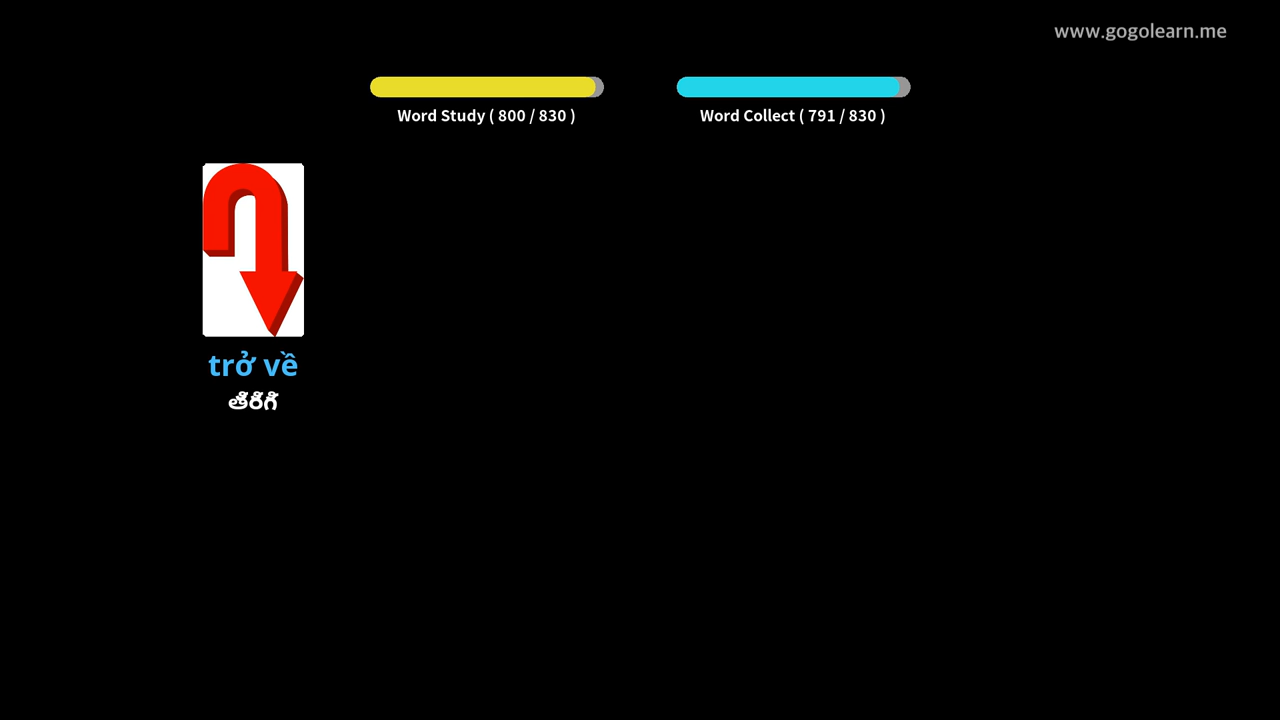 www.gogolearn.me
Word Study ( 800 / 830 )
Word Collect ( 791 / 830 )
trở về
తిరిగి